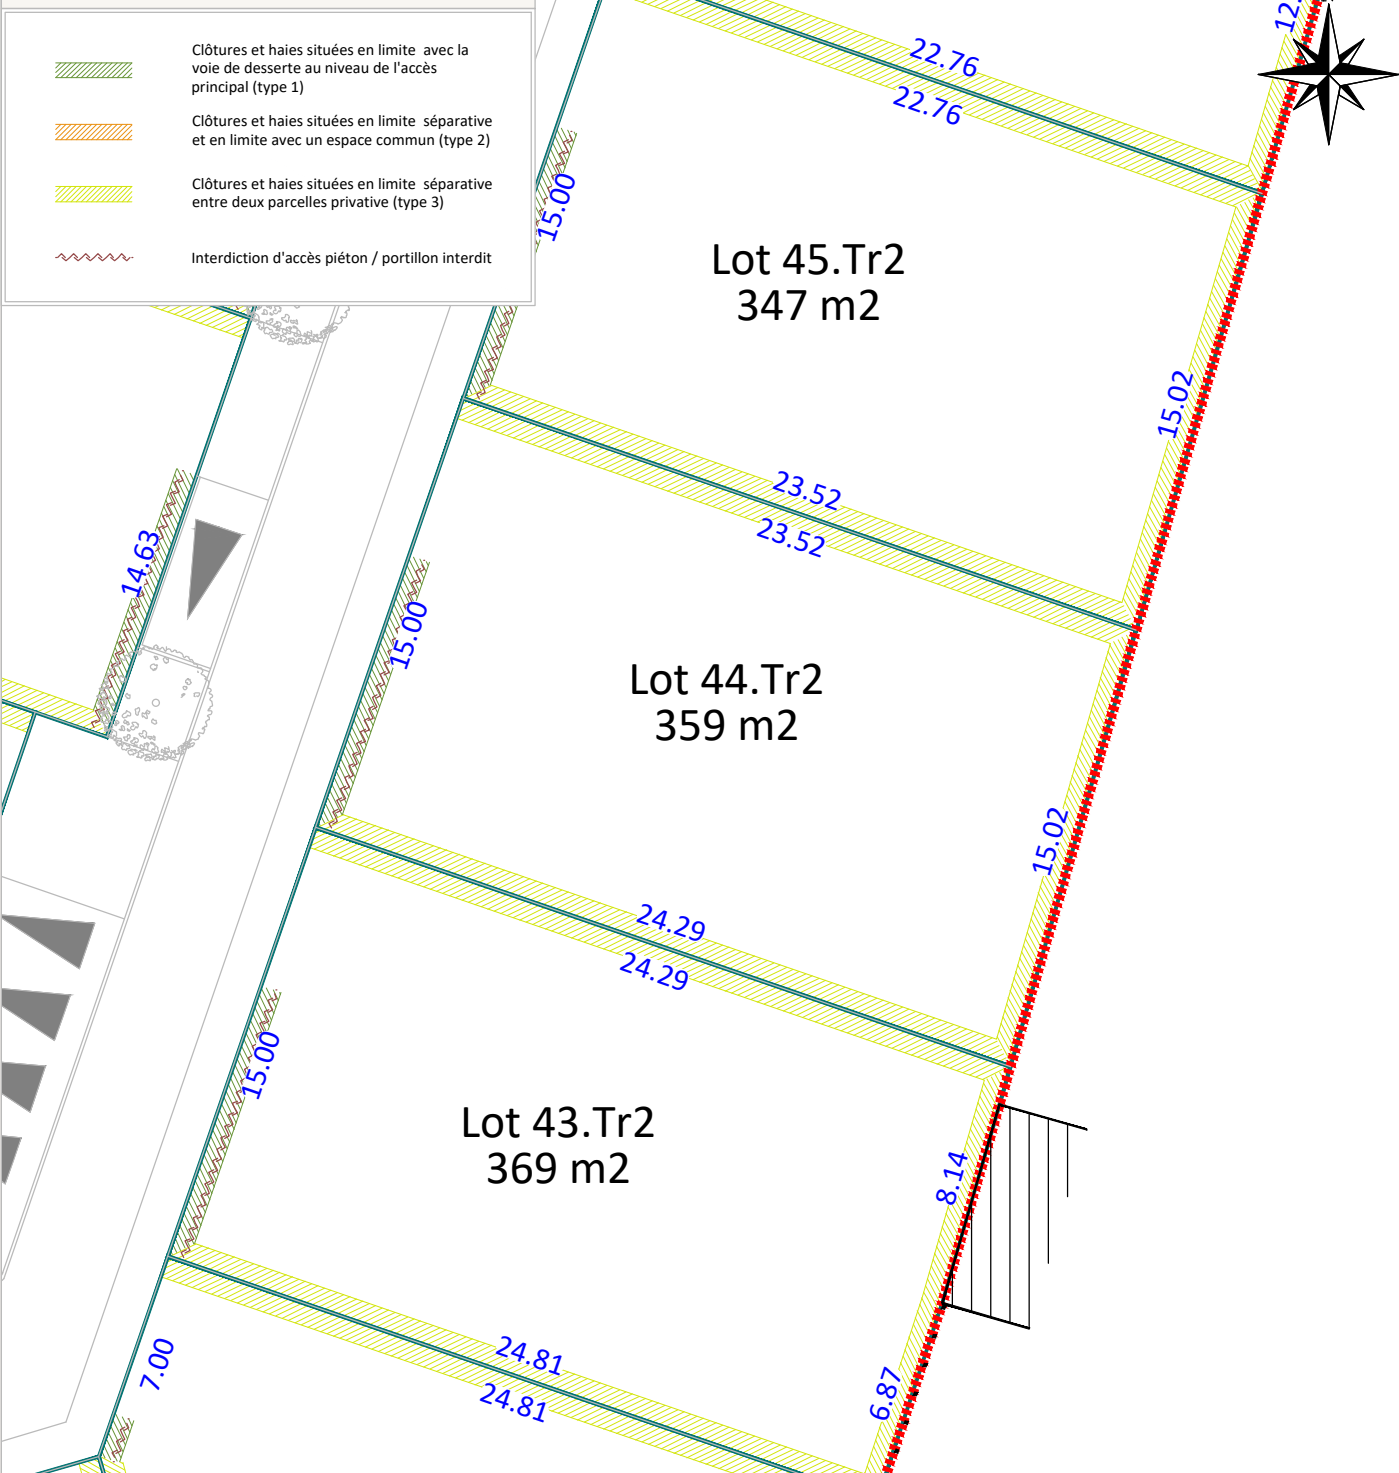 Clôtures et haies situées en limite  avec la
voie de desserte au niveau de l'accès
principal (type 1)
Clôtures et haies situées en limite  séparative
et en limite avec un espace commun (type 2)
Clôtures et haies situées en limite  séparative
entre deux parcelles privative (type 3)
Interdiction d'accès piéton / portillon interdit
22.76
22.76
15.00
Lot 45.Tr2
347 m2
15.02
23.52
23.52
14.63
15.00
Lot 44.Tr2
359 m2
15.02
24.29
24.29
15.00
Lot 43.Tr2
369 m2
8.14
24.81
24.81
7.00
6.87